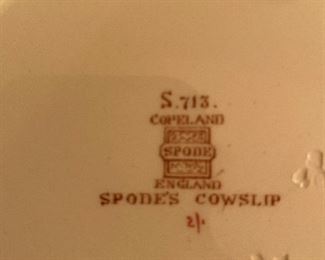 S.713.
COPELAND
SPODE
ENGLAND
SPODE'S COWSLIP
2/.